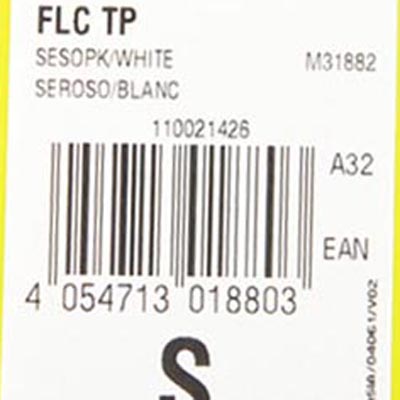 FLC TP
SESOPK/WHITE M31882
SEROSO/BLANC
110021426
A32
EAN
4 054713 018803
S